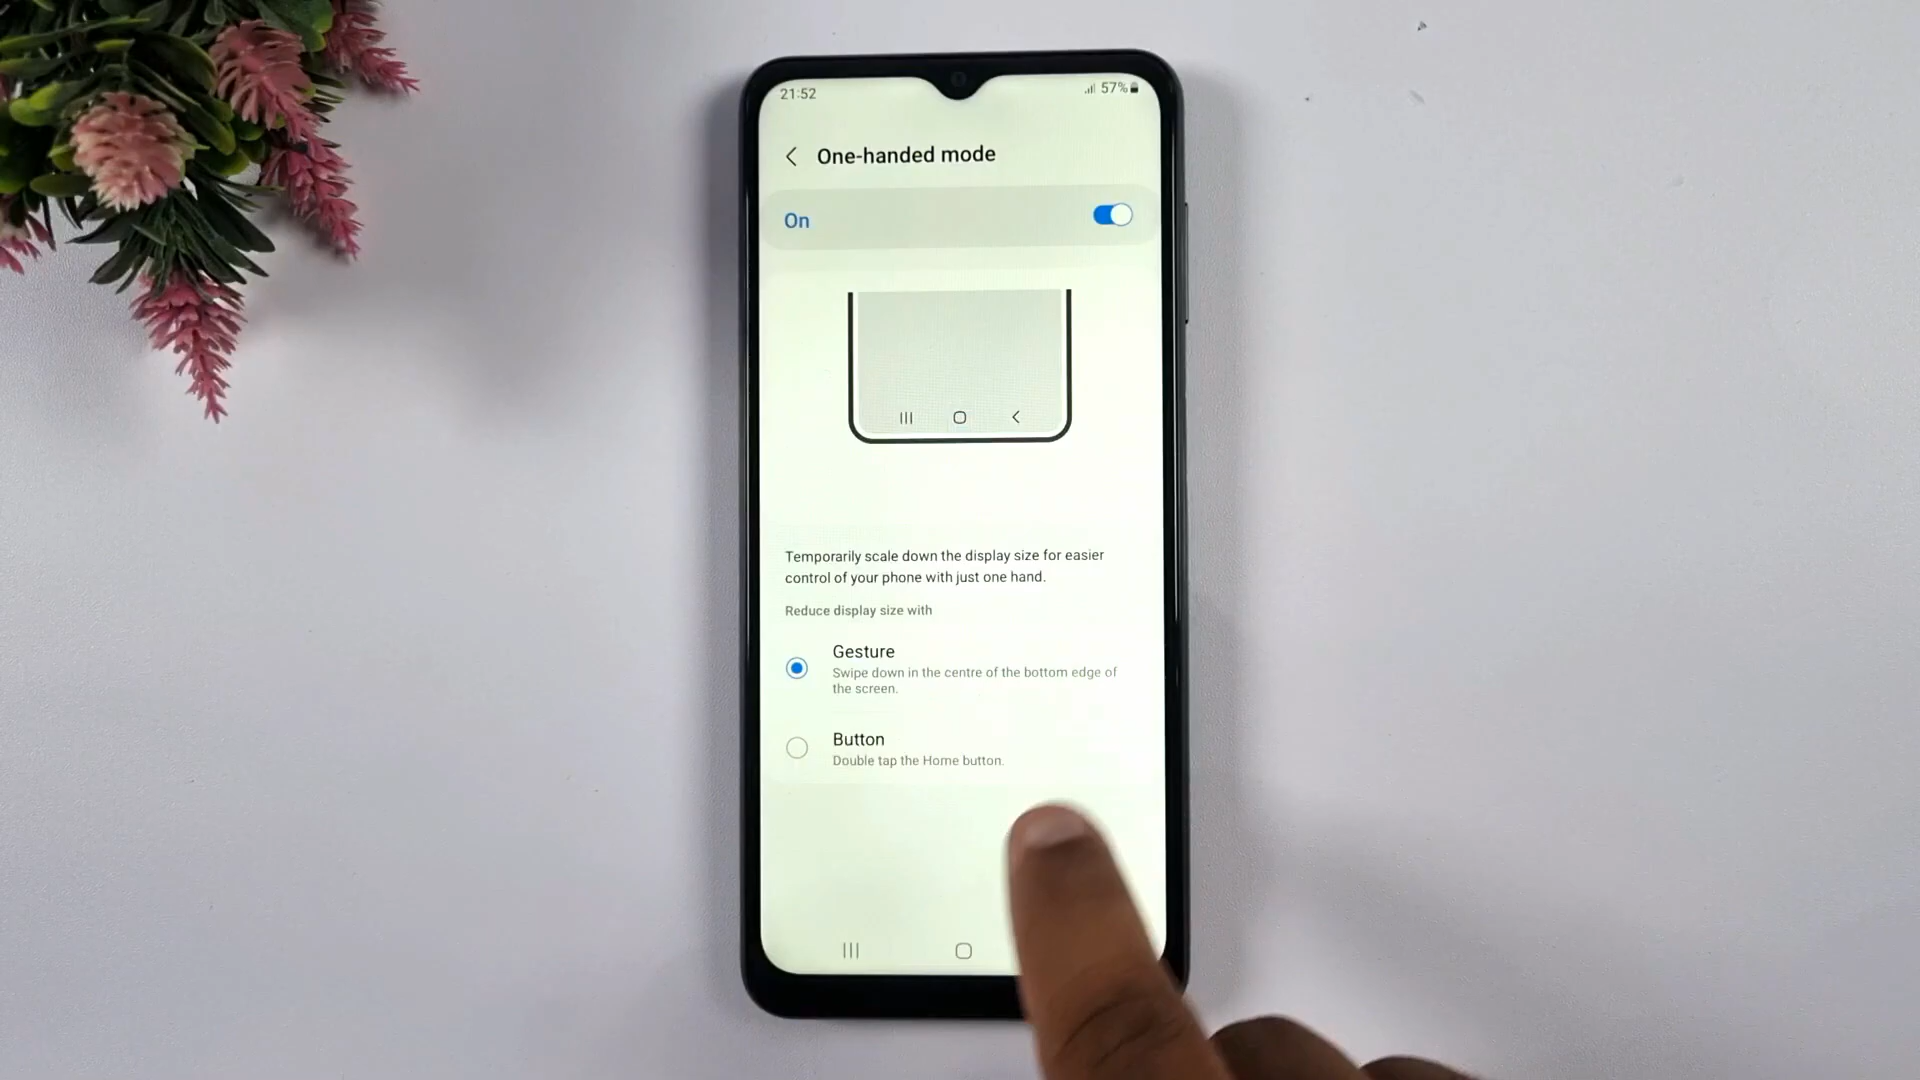 21:52
57%
One-handed mode
On
Temporarily scale down the display size for easier
control of your phone with just one hand.
Reduce display size with
Gesture
Swipe down in the centre of the bottom edge of
the screen.
Button
Double tap the Home button.